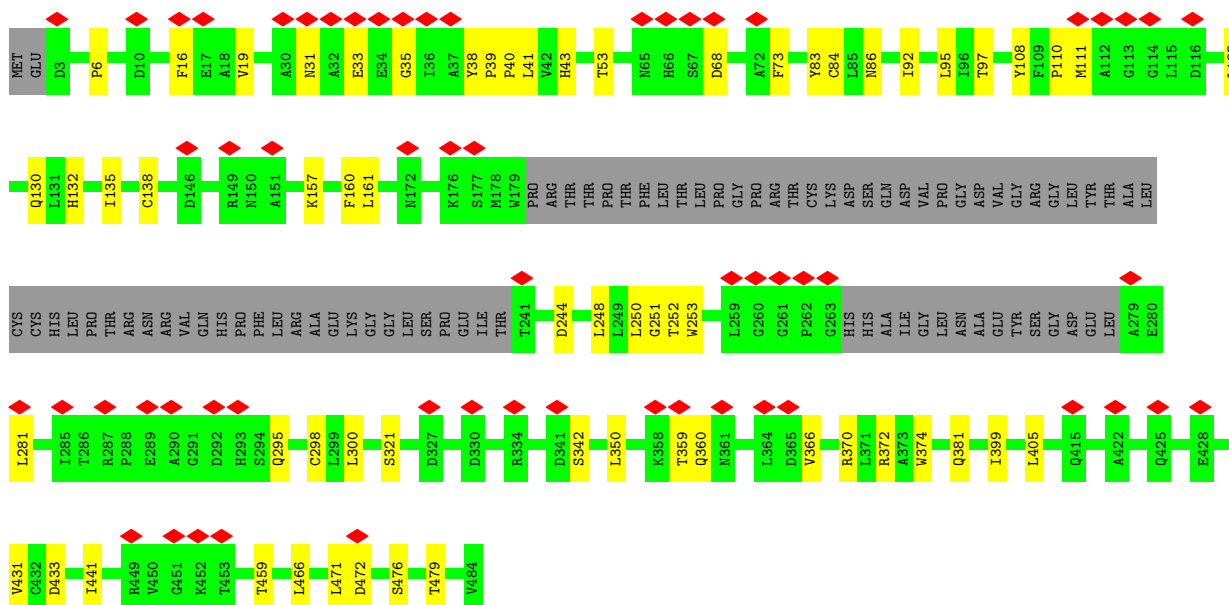 MET GLU D3 P6 D10 F16 E17 A18 V19 A30 N31 A32 E33 E34 G35 I36 A37 Y38 P39 P40 L41 V42 H43 T53 N65 H66 S67 D68 A72 F73 Y83 C84 L85 N86 I92 L95 I96 T97 Y108 F109 P110 M111 A112 G113 G114 L115 D116
Q130 L131 H132 I135 C138 D146 R149 N150 A151 K157 F160 L161 N172 K176 S177 M178 W179 PRO ARG THR THR PRO THR PHE LEU THR LEU PRO GLY PRO ARG THR CYS LYS ASP SER GLN ASP VAL PRO GLY ASP VAL GLY ARG GLY LEU TYR THR ALA LEU
CYS CYS HIS LEU PRO THR ARG ASN ARG VAL GLN HIS PRO PHE LEU ARG ALA GLU LYS GLY GLY LEU SER PRO GLU ILE THR T241 D244 L248 L249 L250 G251 T252 W253 L259 G260 G261 P262 G263 HIS HIS ALA ILE GLY LEU ASN ALA GLU TYR SER GLY ASP GLU LEU A279 E280
L281 I285 T286 R287 P288 E289 A290 G291 D292 H293 S294 Q295 C298 L299 L300 S321 D327 D330 R334 D341 S342 L350 K358 T359 Q360 N361 L364 D365 V366 R370 L371 R372 A373 W374 Q381 I399 L405 Q415 A422 Q425 E428
V431 C432 D433 I441 R449 V450 G451 K452 T453 T459 L466 L471 D472 S476 T479 V484